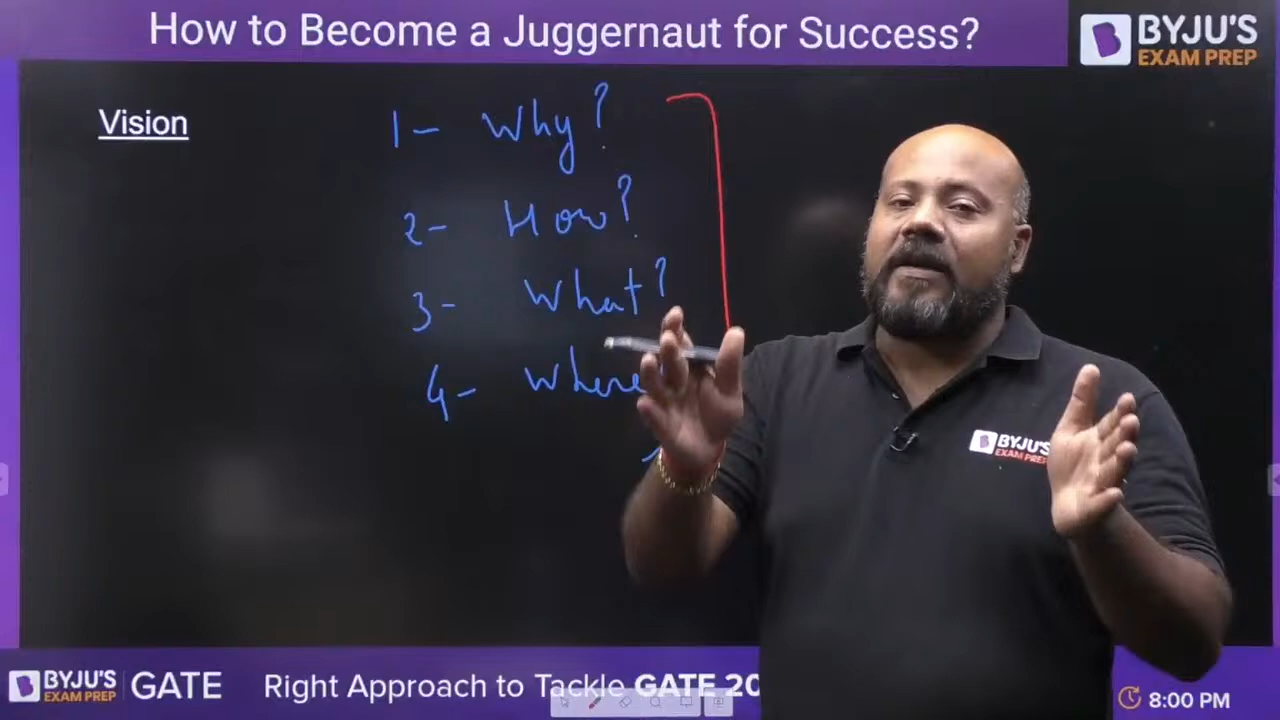 How to Become a Juggernaut for Success?
BYJU'S
EXAM PREP
Vision
1- Why?
2- How?
3- What?
4- Where
BYJU'S
EXAM PREP
BYJU'S
EXAM PREP
GATE
Right Approach to Tackle GATE 20
8:00 PM